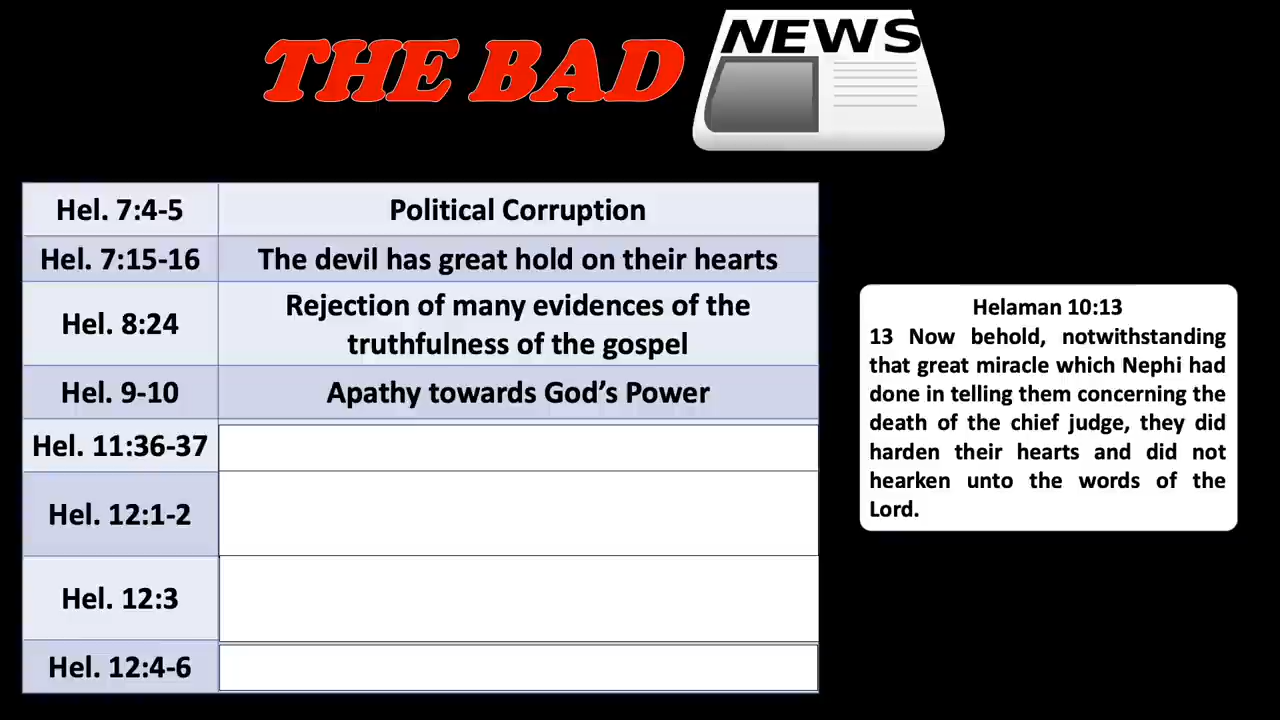 THE BAD NEWS
Hel. 7:4-5 Political Corruption
Hel. 7:15-16 The devil has great hold on their hearts
Hel. 8:24 Rejection of many evidences of the
truthfulness of the gospel
Hel. 9-10 Apathy towards God’s Power
Hel. 11:36-37
Hel. 12:1-2
Hel. 12:3
Hel. 12:4-6
Helaman 10:13
13 Now behold, notwithstanding
that great miracle which Nephi had
done in telling them concerning the
death of the chief judge, they did
harden their hearts and did not
hearken unto the words of the
Lord.